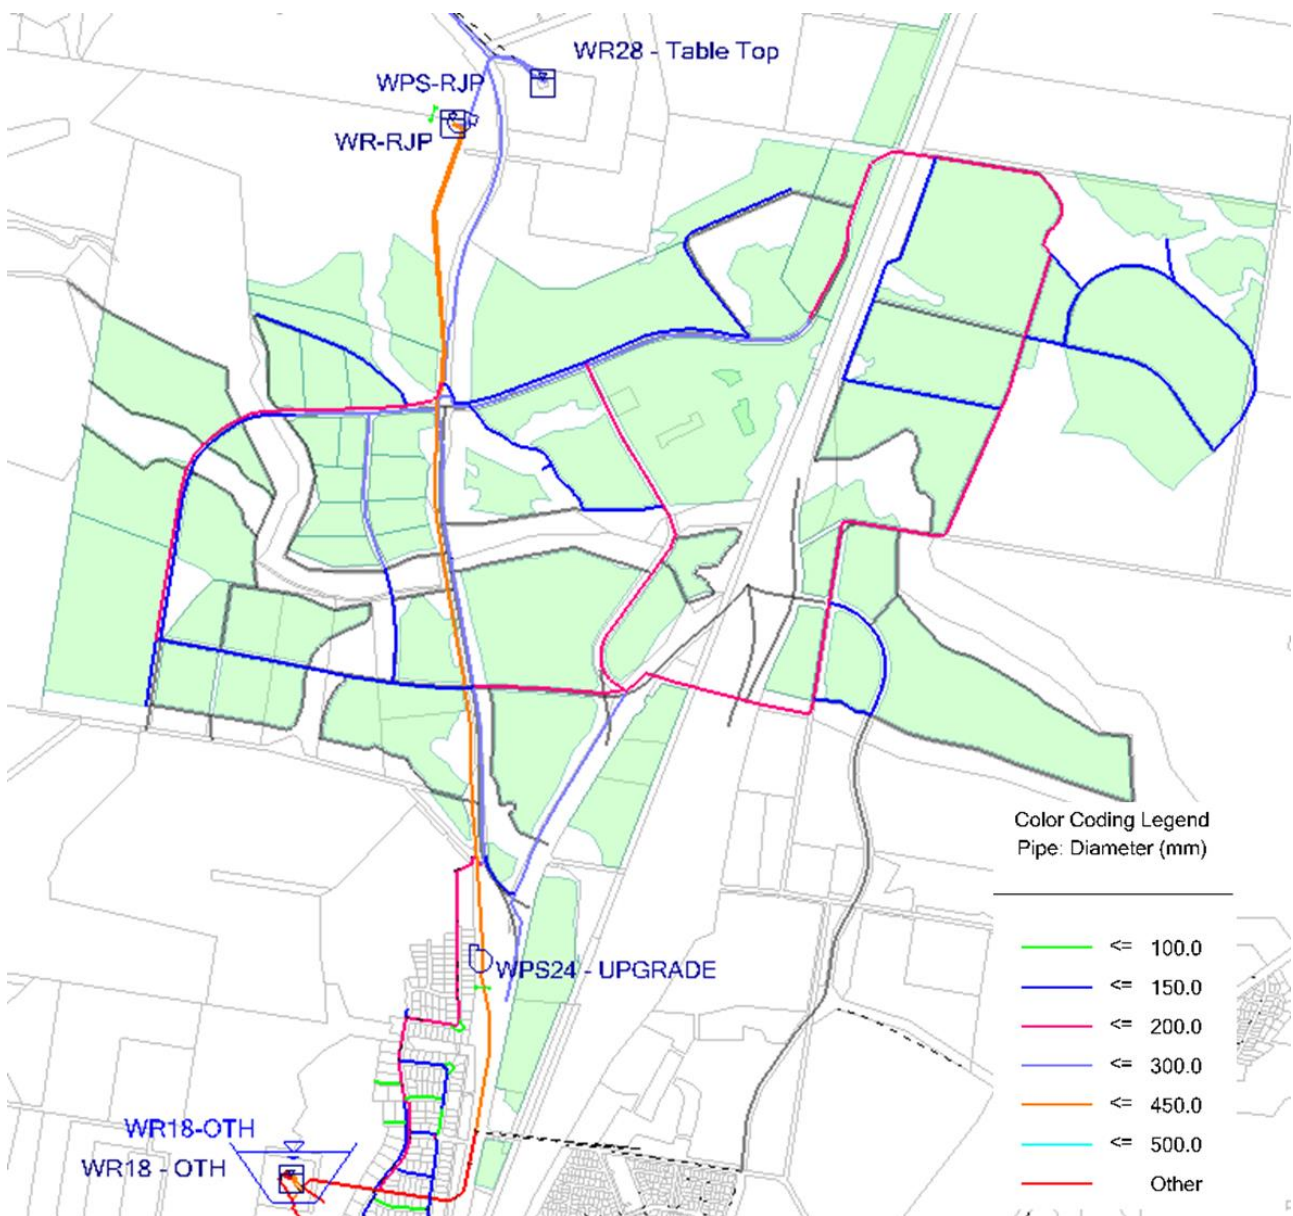 WR28 - Table Top
WPS-RJP
WR-RJP
Color Coding Legend
Pipe: Diameter (mm)
<= 100.0
<= 150.0
<= 200.0
<= 300.0
<= 450.0
<= 500.0
Other
WPS24 - UPGRADE
WR18-OTH
WR18 - OTH